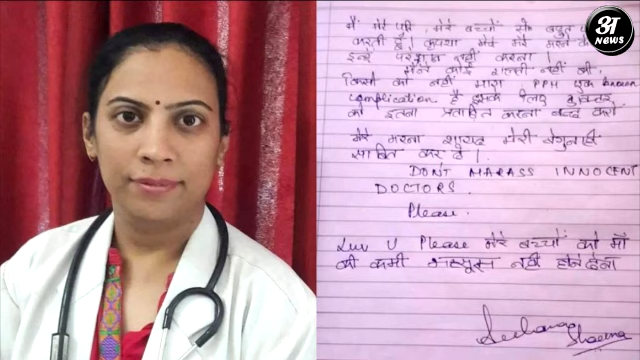 अ
NEWS
मैं मेरे पति, मेरे बच्चों से बहुत
करती हूँ। कृपया मेरे मेरे मरने के
इन्हे परेशान नहीं करना।
मैंने कोई गलती नहीं की,
किसी को नहीं मारा PPH एक known
complication है इसके लिए डॉक्टर
को इतना प्रताड़ित करना बन्द करो
मेरा मरना शायद मेरी बेगुनाही
साबित कर दे।
DONT HARASS INNOCENT
DOCTORS.
Please.
Luv U Please मेरे बच्चों को माँ
की कमी महसूस नहीं होने देना
Archana
Sharma